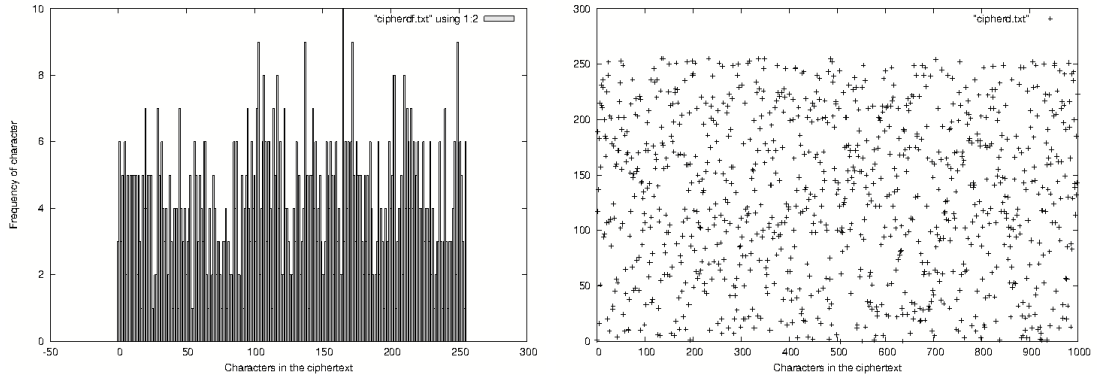 "cipherdf.txt" using 1:2
10
8
6
4
2
0
Frequency of character
-50 0 50 100 150 200 250 300
Characters in the ciphertext
"cipherd.txt"
300
250
200
150
100
50
0
0 100 200 300 400 500 600 700 800 900 1000
Characters in the ciphertext